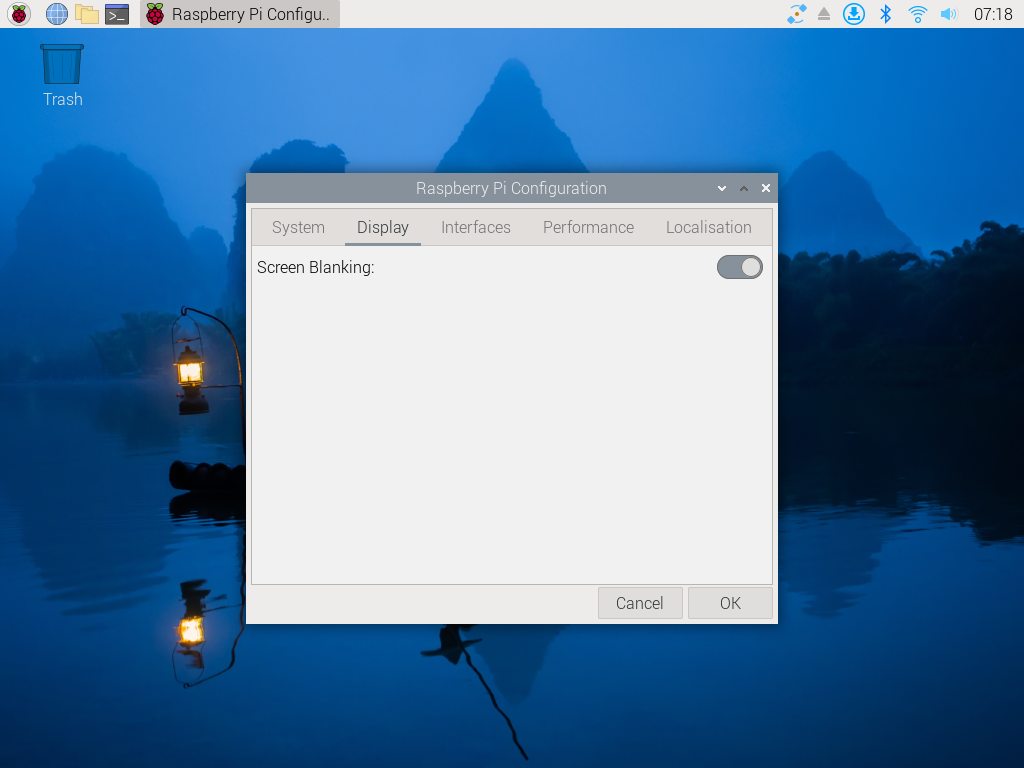 Raspberry Pi Configu..
07:18
Trash
Raspberry Pi Configuration
System Display Interfaces Performance Localisation
Screen Blanking:
Cancel OK